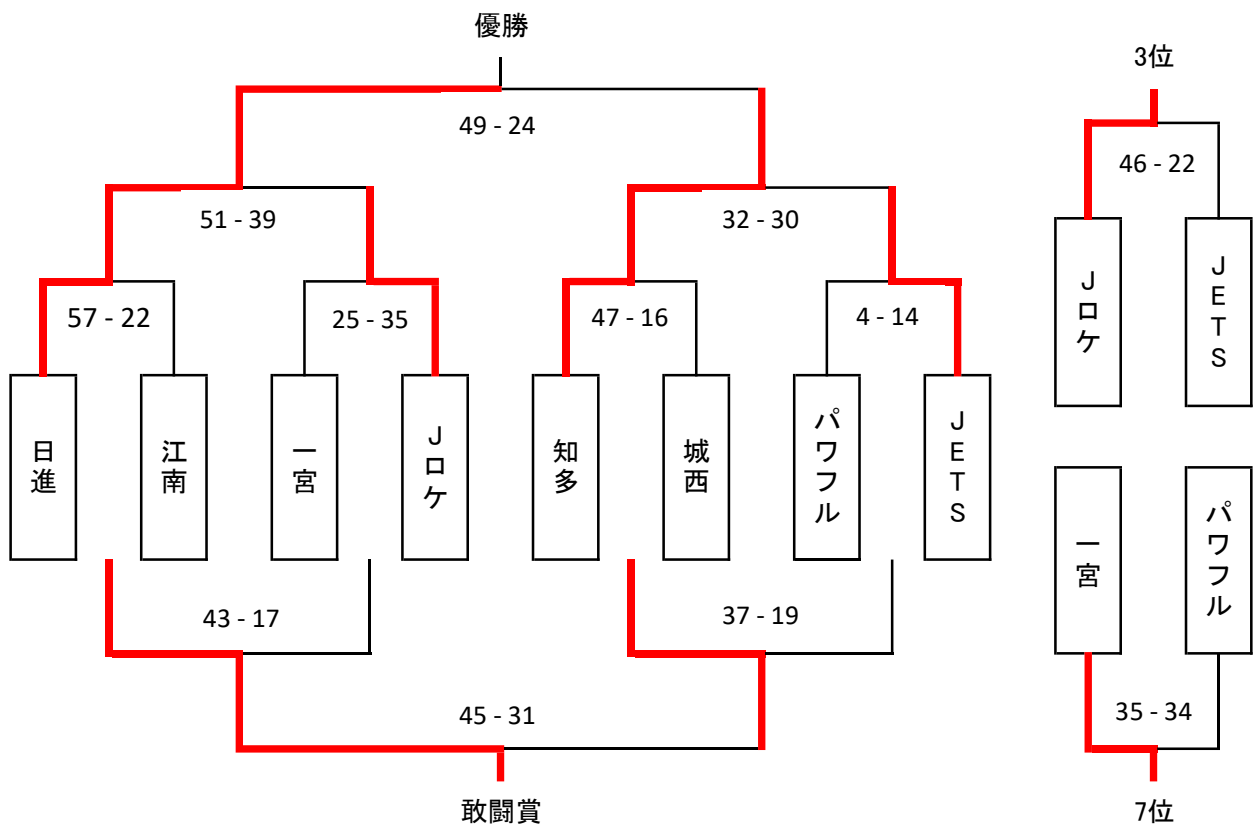 優勝
3位
49 - 24
46 - 22
51 - 39
32 - 30
Jロケ
JETS
57 - 22
25 - 35
47 - 16
4 - 14
日進
江南
一宮
Jロケ
知多
城西
パワフル
JETS
一宮
パワフル
43 - 17
37 - 19
45 - 31
35 - 34
敢闘賞
7位